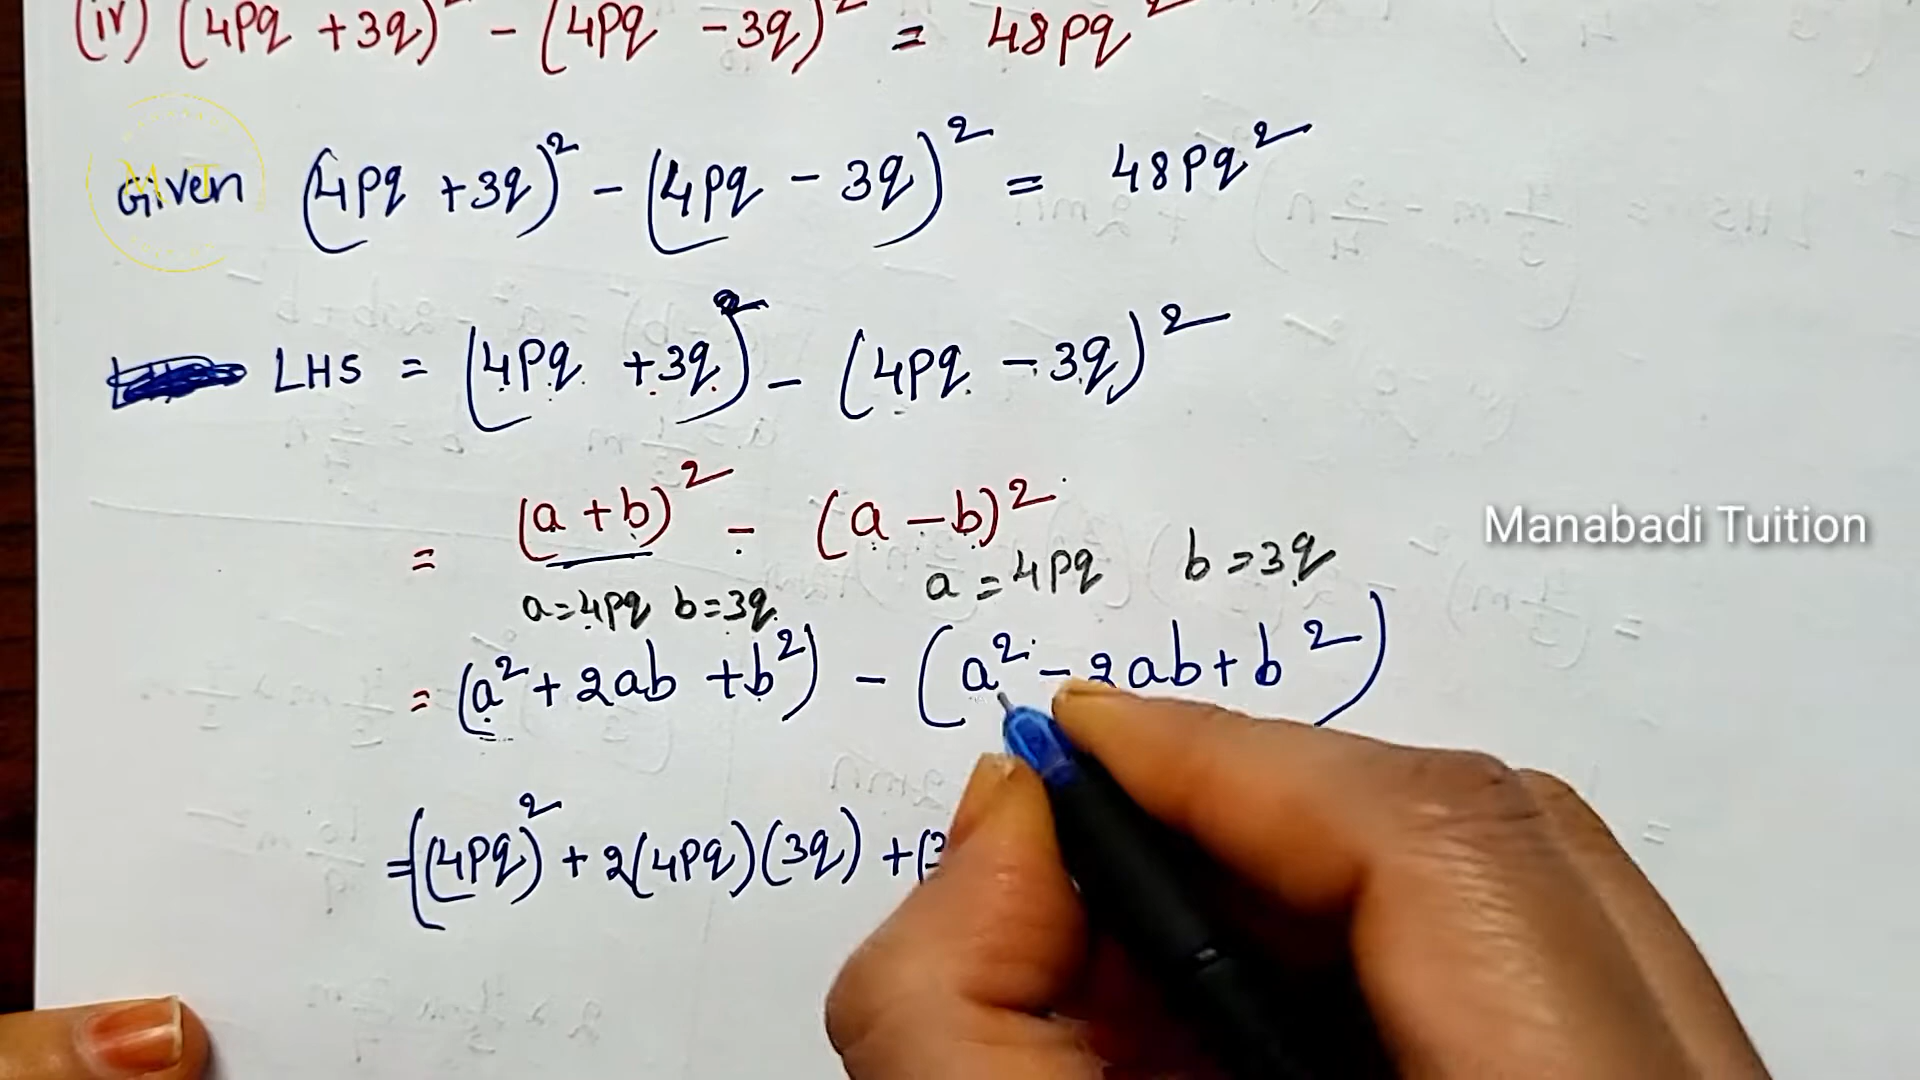 (iv) (4pq + 3q)² - (4pq - 3q)² = 48pq²
M T
Given (4pq + 3q)² - (4pq - 3q)² = 48pq²
LHS = (4pq + 3q)² - (4pq - 3q)²
= (a + b)² - (a - b)²
a = 4pq b = 3q a = 4pq b = 3q
Manabadi Tuition
= (a² + 2ab + b²) - (a² - 2ab + b²)
= ((4pq)² + 2(4pq)(3q) + (3